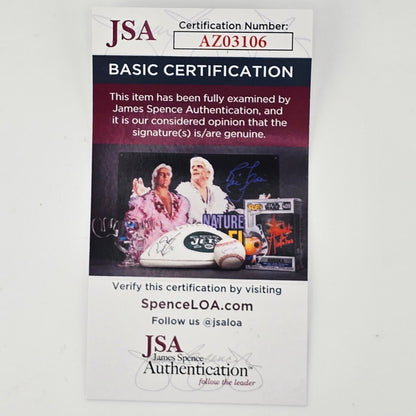 JSA
Certification Number:
AZ03106
BASIC CERTIFICATION
This item has been fully examined by
James Spence Authentication, and
it is our considered opinion that the
signature(s) is/are genuine.
NATURE
JETS
Verify this certification by visiting
SpenceLOA.com
Follow us @jsaloa
JSA
James Spence
Authentication
follow the leader